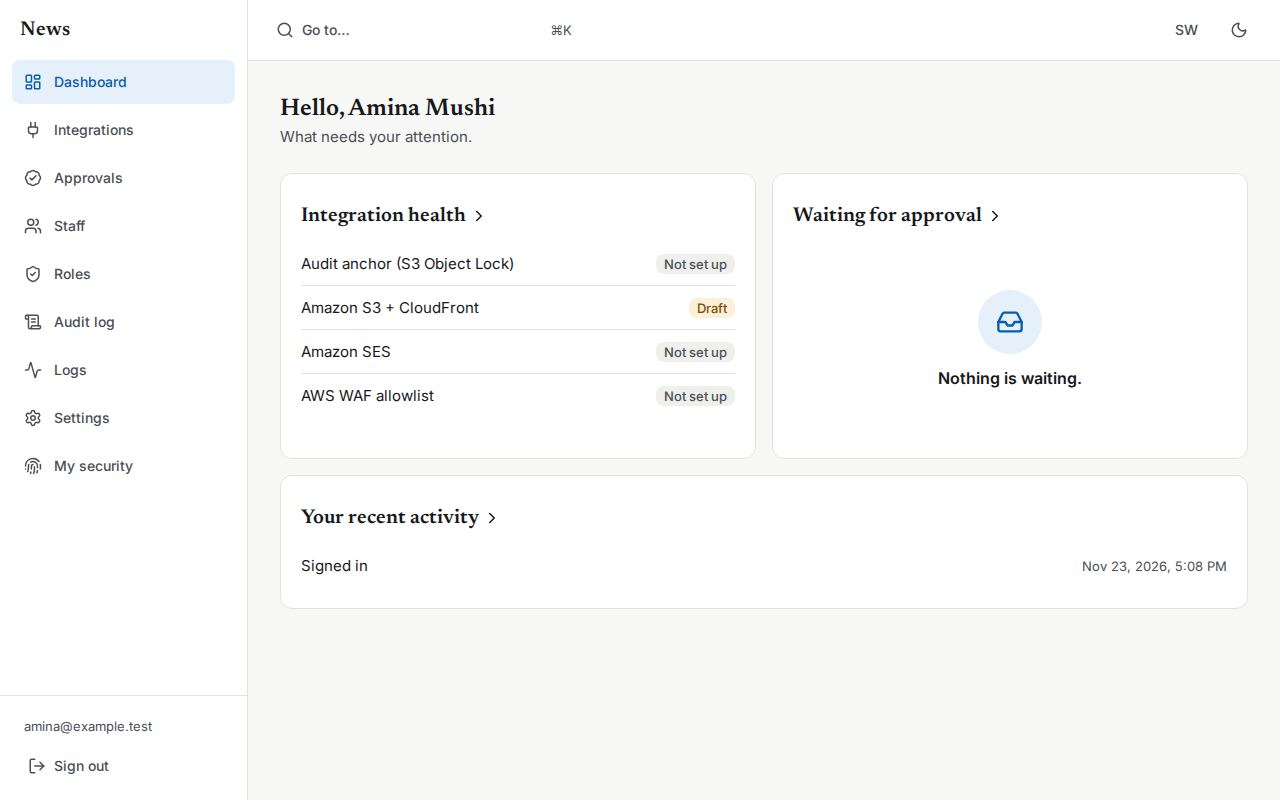 News
Dashboard
Integrations
Approvals
Staff
Roles
Audit log
Logs
Settings
My security
amina@example.test
Sign out
Go to...
⌘K
SW
Hello, Amina Mushi
What needs your attention.
Integration health
Audit anchor (S3 Object Lock) Not set up
Amazon S3 + CloudFront Draft
Amazon SES Not set up
AWS WAF allowlist Not set up
Waiting for approval
Nothing is waiting.
Your recent activity
Signed in Nov 23, 2026, 5:08 PM